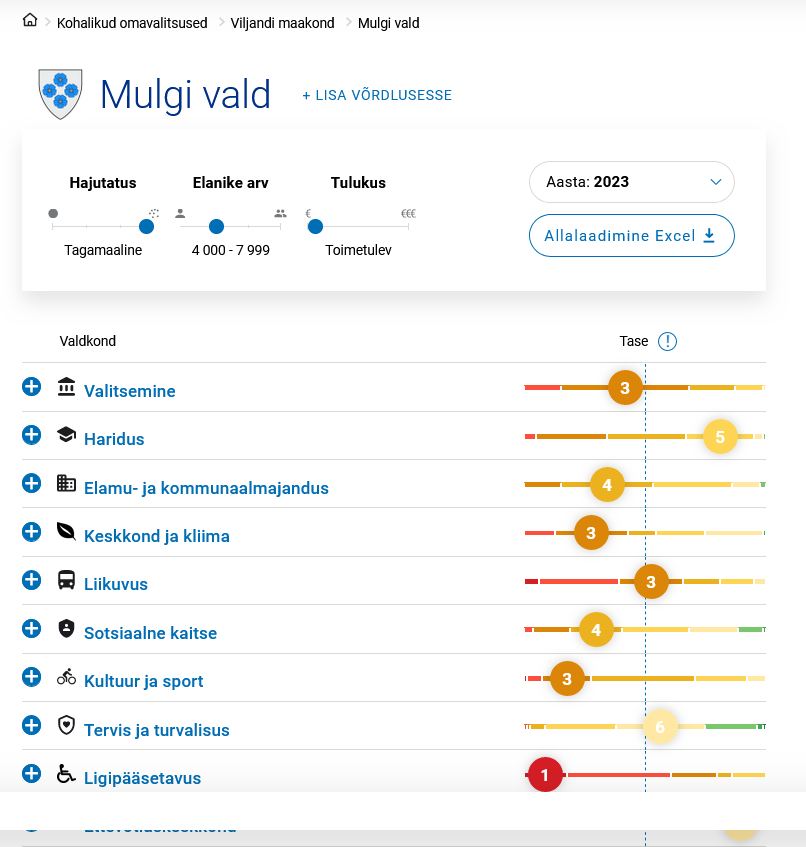 Kohalikud omavalitsused > Viljandi maakond > Mulgi vald
Mulgi vald
+ LISA VÕRDLUSESSE
Hajutatus Elanike arv Tulukus
€ €€€
Tagamaaline 4 000 - 7 999 Toimetulev
Aasta: 2023
Allalaadimine Excel
Valdkond Tase !
Valitsemine 3
Haridus 5
Elamu- ja kommunaalmajandus 4
Keskkond ja kliima 3
Liikuvus 3
Sotsiaalne kaitse 4
Kultuur ja sport 3
Tervis ja turvalisus 6
Ligipääsetavus 1